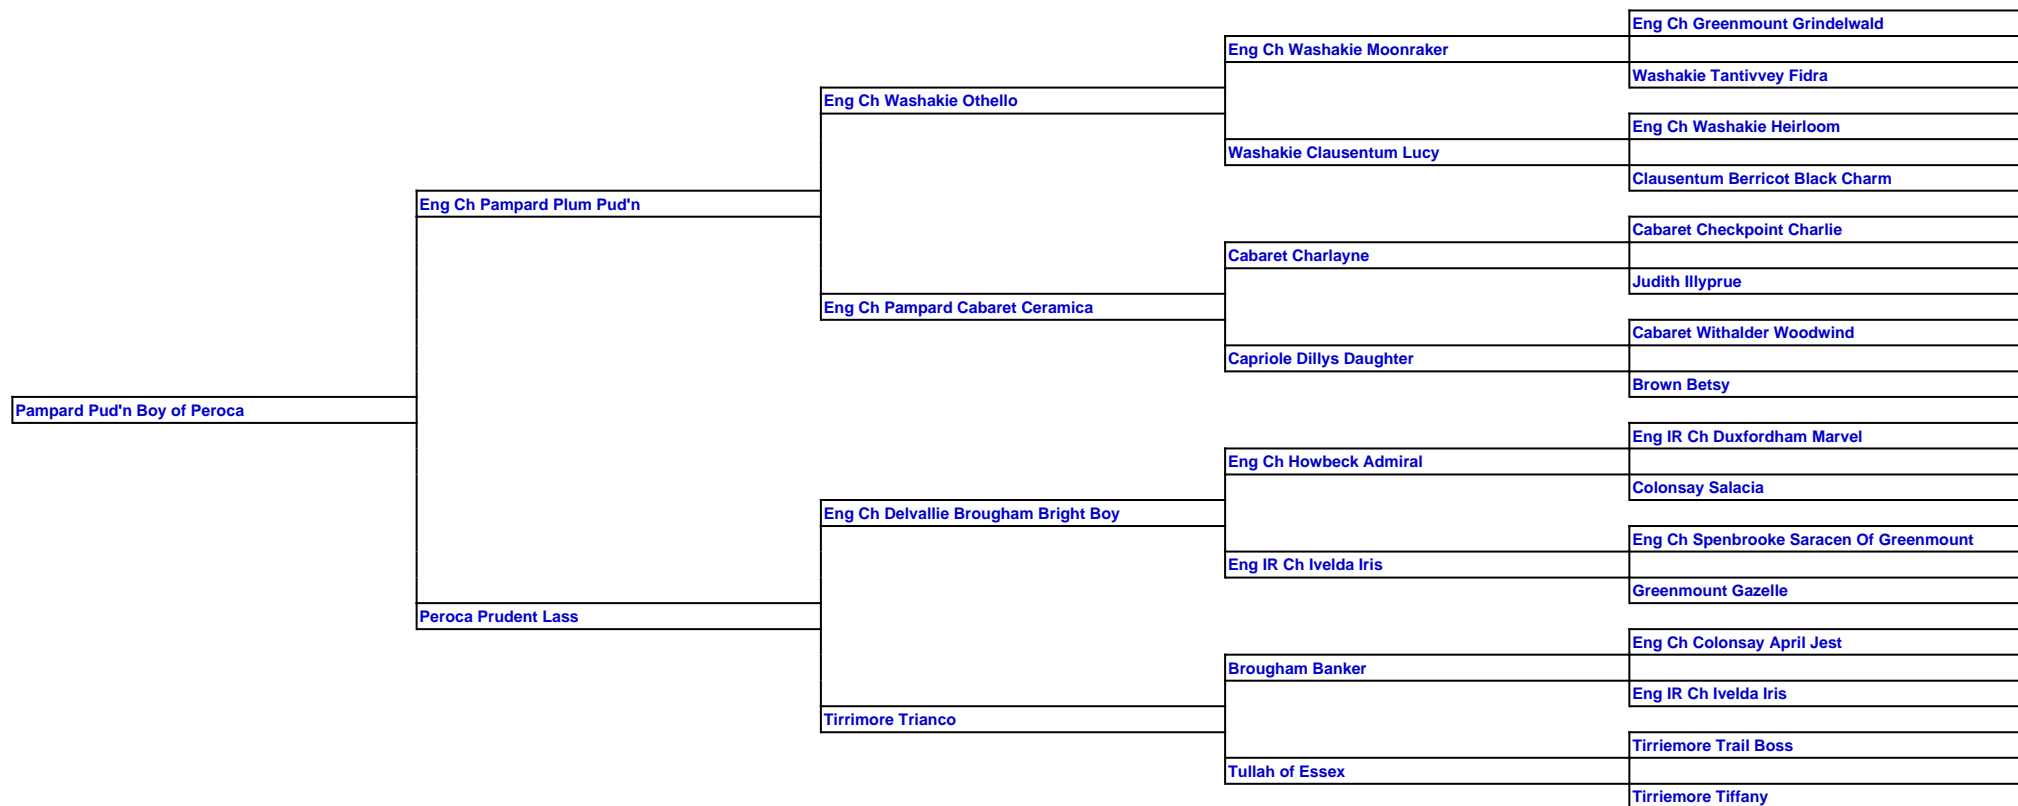 Eng Ch Greenmount Grindelwald
Eng Ch Washakie Moonraker
Washakie Tantivvey Fidra
Eng Ch Washakie Othello
Eng Ch Washakie Heirloom
Washakie Clausentum Lucy
Clausentum Berricot Black Charm
Eng Ch Pampard Plum Pud'n
Cabaret Checkpoint Charlie
Cabaret Charlayne
Judith Illyprue
Eng Ch Pampard Cabaret Ceramica
Cabaret Withalder Woodwind
Capriole Dillys Daughter
Brown Betsy
Pampard Pud'n Boy of Peroca
Eng IR Ch Duxfordham Marvel
Eng Ch Howbeck Admiral
Colonsay Salacia
Eng Ch Delvallie Brougham Bright Boy
Eng Ch Spenbrooke Saracen Of Greenmount
Eng IR Ch Ivelda Iris
Greenmount Gazelle
Peroca Prudent Lass
Eng Ch Colonsay April Jest
Brougham Banker
Eng IR Ch Ivelda Iris
Tirrimore Trianco
Tirriemore Trail Boss
Tullah of Essex
Tirriemore Tiffany